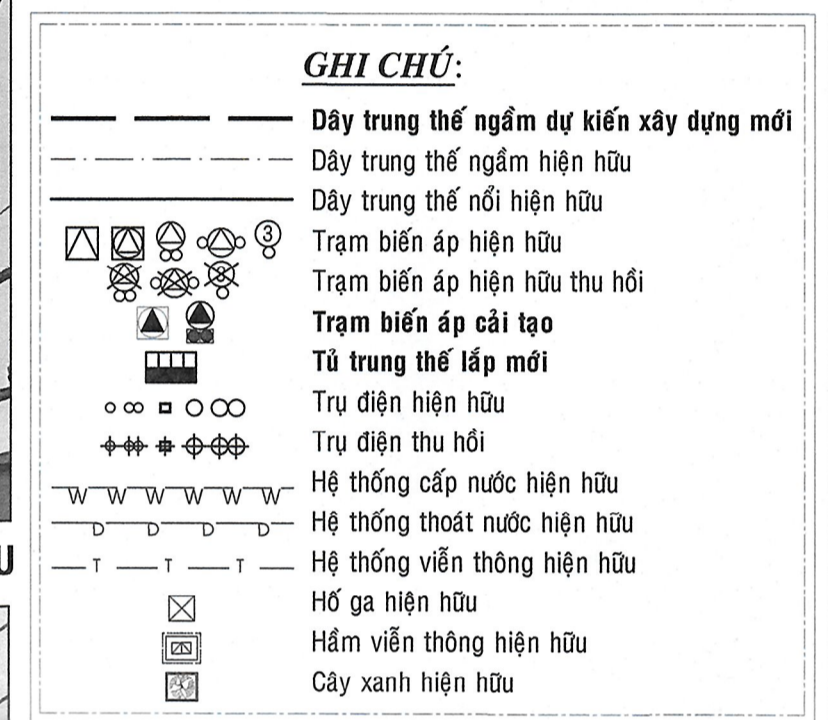 GHI CHÚ:
Dây trung thế ngầm dự kiến xây dựng mới
Dây trung thế ngầm hiện hữu
Dây trung thế nổi hiện hữu
3 Trạm biến áp hiện hữu
Trạm biến áp hiện hữu thu hồi
Trạm biến áp cải tạo
Tủ trung thế lắp mới
Trụ điện hiện hữu
Trụ điện thu hồi
W W W W W W Hệ thống cấp nước hiện hữu
D D D D Hệ thống thoát nước hiện hữu
U
T T T Hệ thống viễn thông hiện hữu
Hố ga hiện hữu
Hầm viễn thông hiện hữu
Cây xanh hiện hữu